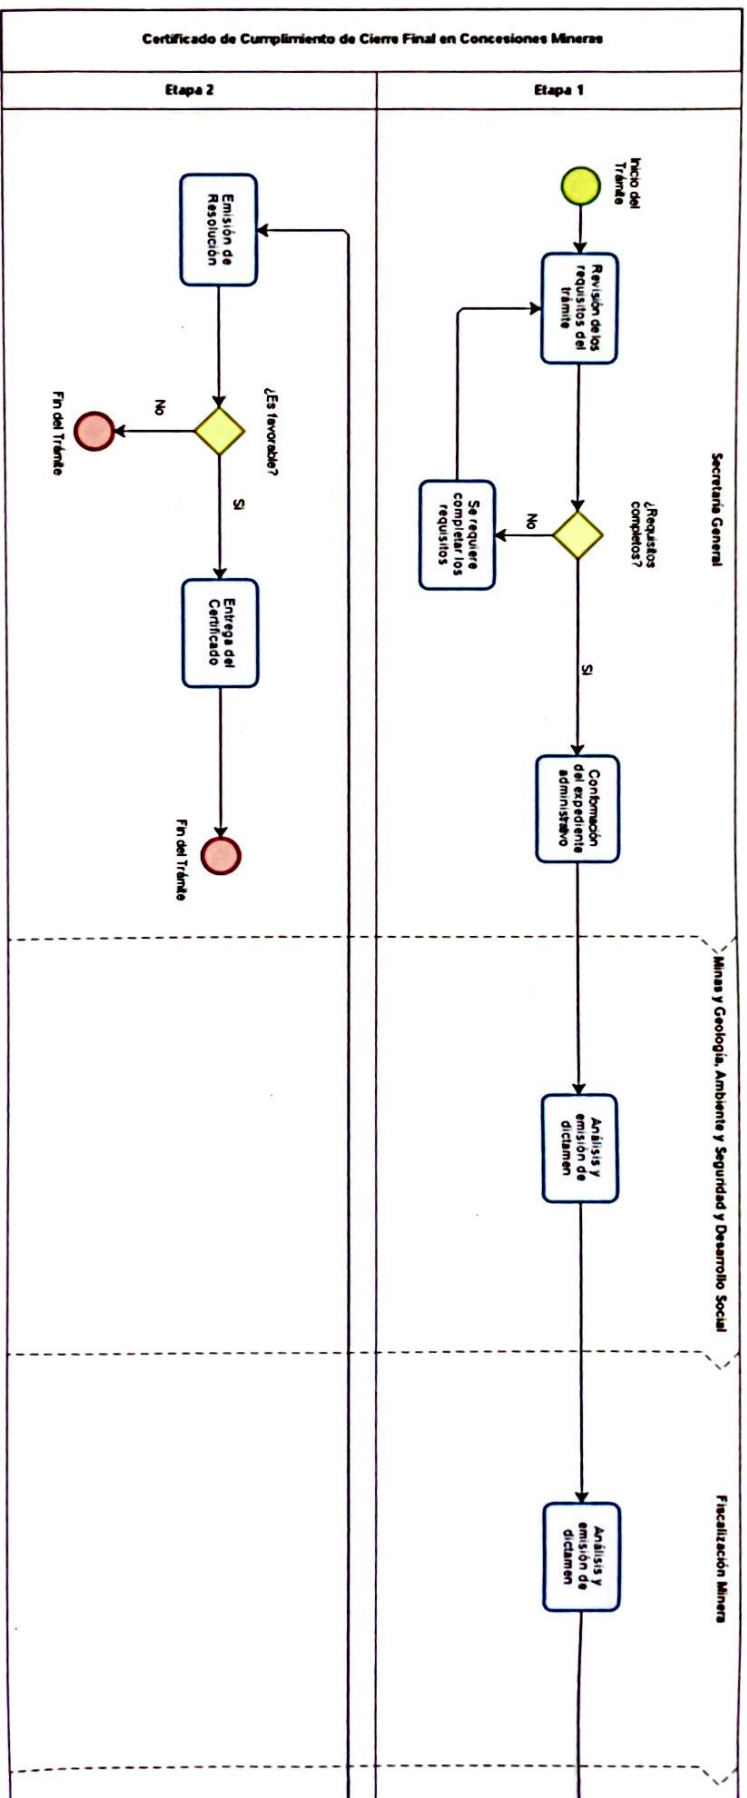 Certificado de Cumplimiento de Cierre Final en Concesiones Mineras
Etapa 1
Etapa 2
Secretaría General
Minas y Geología, Ambiente y Seguridad y Desarrollo Social
Fiscalización Minera
Inicio del
Trámite
Revisión de los
requisitos del
trámite
¿Requisitos
completos?
No
Se requiere
completar los
requisitos
Si
Conformación
del expediente
administrativo
Análisis y
emisión de
dictamen
Análisis y
emisión de
dictamen
Emisión de
Resolución
¿Es favorable?
No
Fin del Trámite
Si
Entrega del
Certificado
Fin del Trámite